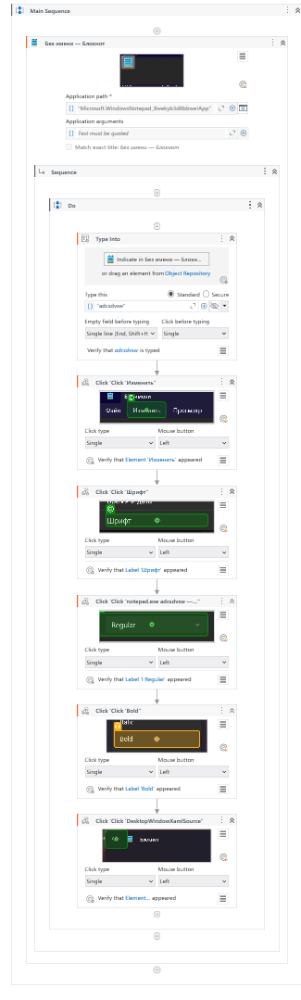 Main Sequence
Без имени — Блокнот
Application path *
"Microsoft.WindowsNotepad_8wekyb3d8bbwe!App"
Application arguments
Text must be quoted
Match exact title: Без имени — Блокнот
Sequence
Do
Type Into
Indicate in Без имени — Блокн...
or drag an element from Object Repository
Type this Standard Secure
"adcsdvsw"
Empty field before typing Click before typing
Single line (End, Shift+H Single
Verify that adcsdvsw is typed
Click 'Click 'Изменить''
Файл Изменить Просмотр
Click type Mouse button
Single Left
Verify that Element 'Изменить' appeared
Click 'Click 'Шрифт''
Шрифт
Click type Mouse button
Single Left
Verify that Label 'Шрифт' appeared
Click 'Click 'notepad.exe adcsdvsw —...''
Regular
Click type Mouse button
Single Left
Verify that Label '1 Regular' appeared
Click 'Click 'Bold''
Italic
Bold
Click type Mouse button
Single Left
Verify that Label 'Bold' appeared
Click 'Click 'DesktopWindowXamlSource''
Блокнот
Click type Mouse button
Single Left
Verify that Element... appeared